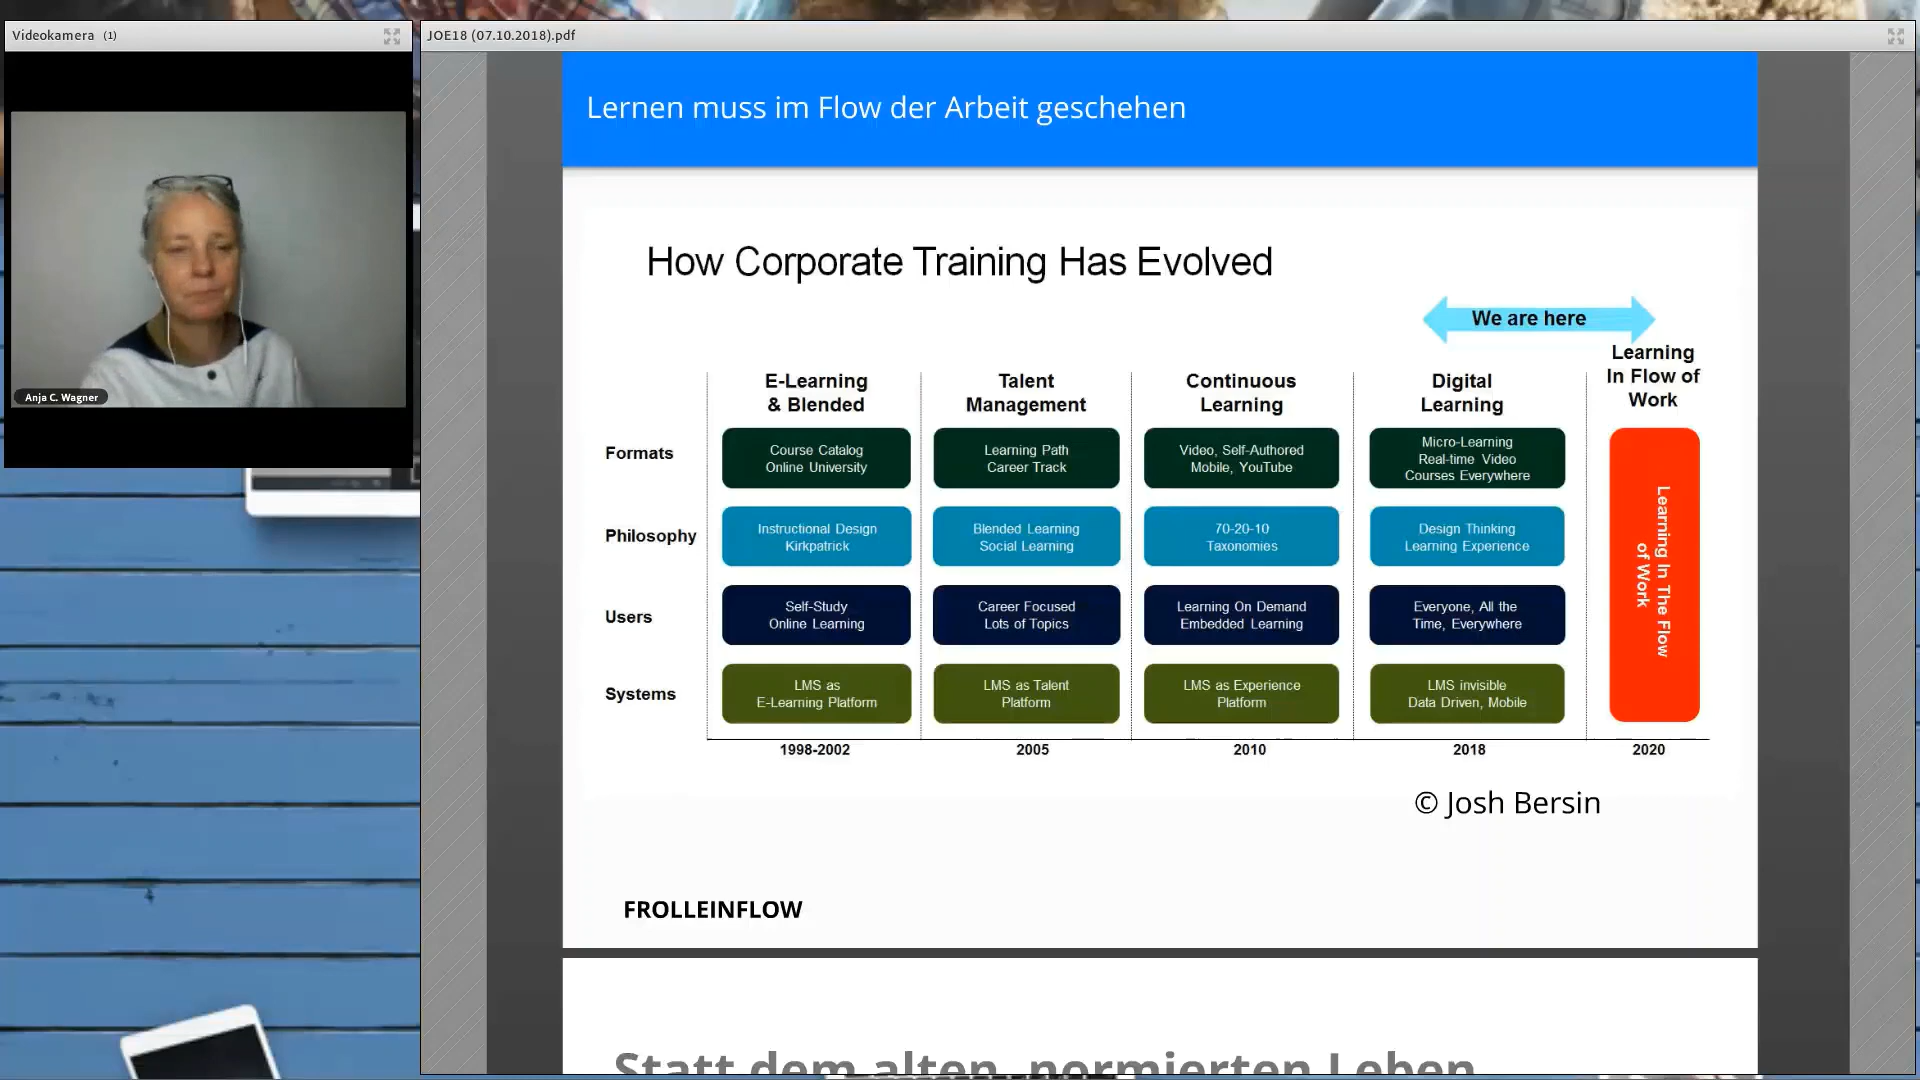 Videokamera (1)
JOE18 (07.10.2018).pdf
Anja C. Wagner
Lernen muss im Flow der Arbeit geschehen
How Corporate Training Has Evolved
We are here
E-Learning
& Blended
Talent
Management
Continuous
Learning
Digital
Learning
Learning
In Flow of
Work
Formats
Course Catalog
Online University
Learning Path
Career Track
Video, Self-Authored
Mobile, YouTube
Micro-Learning
Real-time Video
Courses Everywhere
Philosophy
Instructional Design
Kirkpatrick
Blended Learning
Social Learning
70-20-10
Taxonomies
Design Thinking
Learning Experience
Users
Self-Study
Online Learning
Career Focused
Lots of Topics
Learning On Demand
Embedded Learning
Everyone, All the
Time, Everywhere
Systems
LMS as
E-Learning Platform
LMS as Talent
Platform
LMS as Experience
Platform
LMS invisible
Data Driven, Mobile
Learning In The Flow
of Work
1998-2002
2005
2010
2018
2020
© Josh Bersin
FROLLEINFLOW
Statt dem alten, normierten Leben